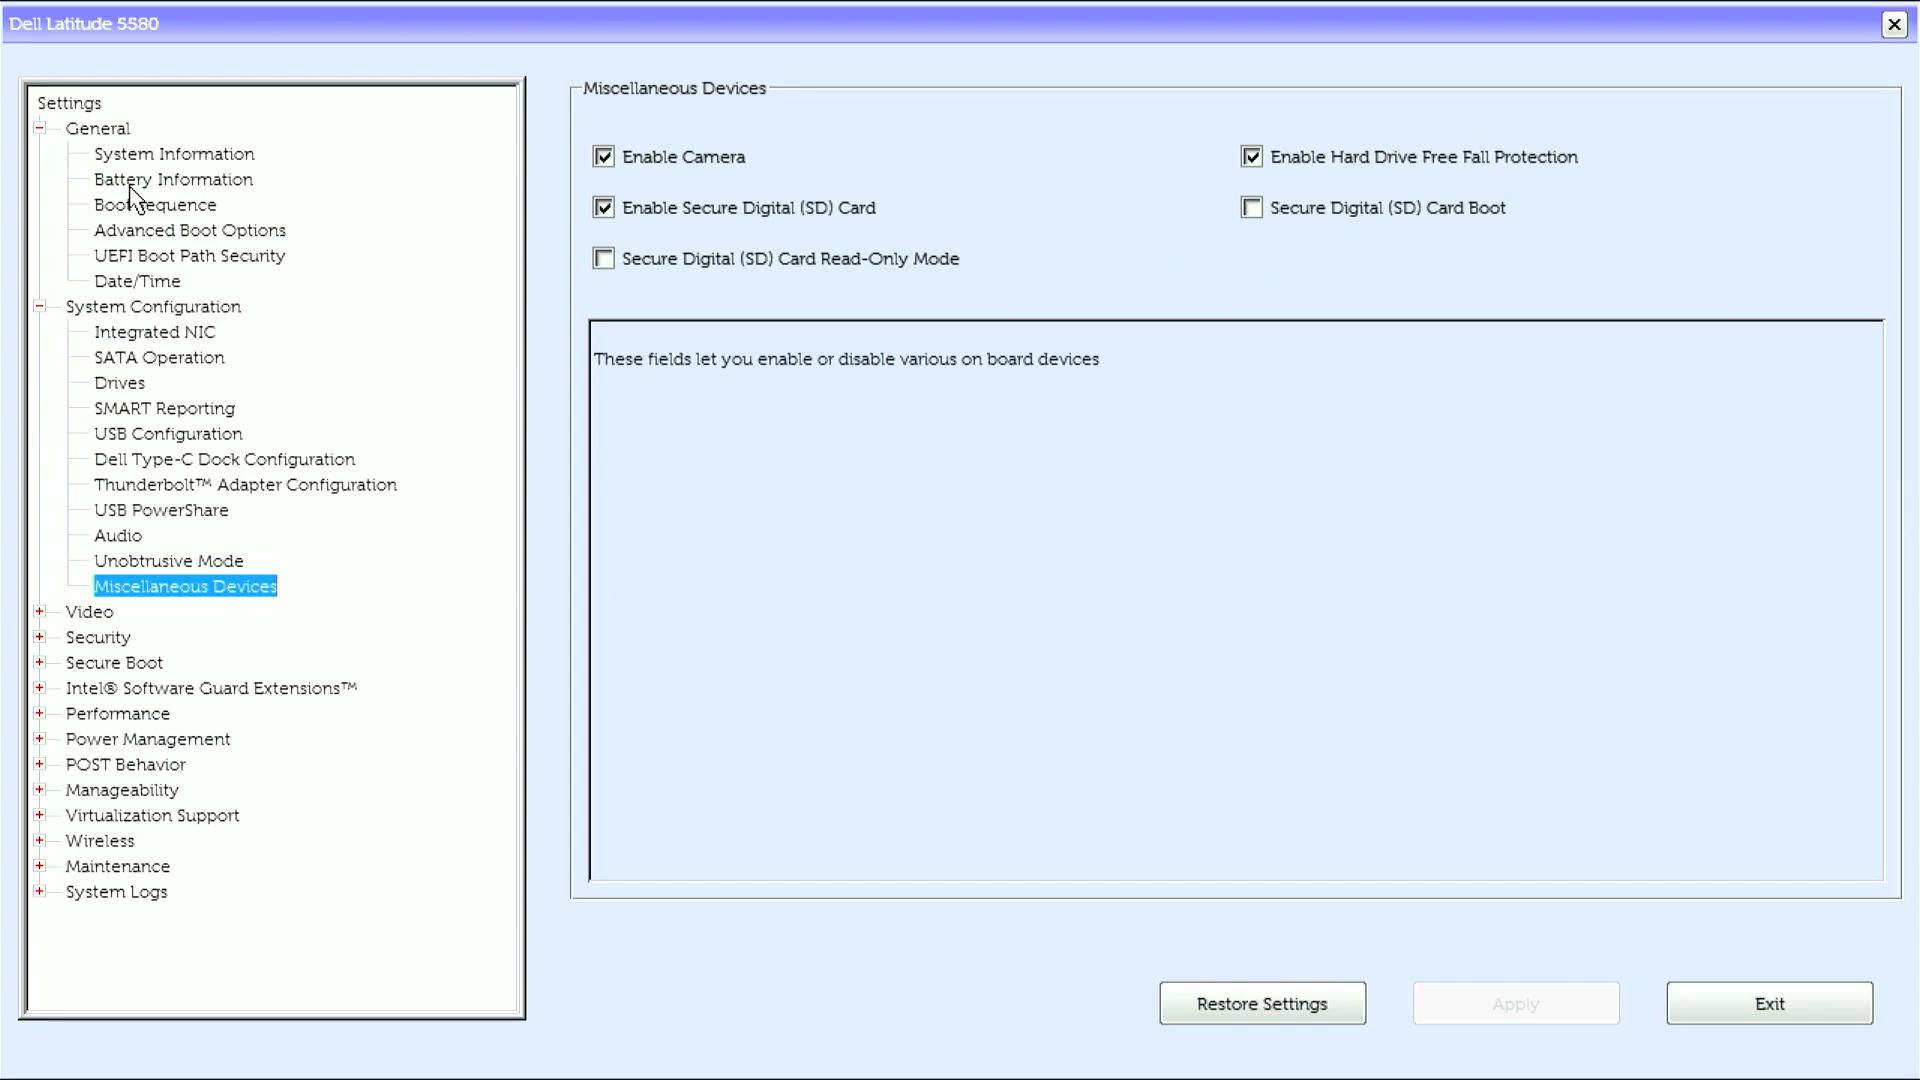 Dell Latitude 5580
Settings
General
System Information
Battery Information
Boot Sequence
Advanced Boot Options
UEFI Boot Path Security
Date/Time
System Configuration
Integrated NIC
SATA Operation
Drives
SMART Reporting
USB Configuration
Dell Type-C Dock Configuration
Thunderbolt™ Adapter Configuration
USB PowerShare
Audio
Unobtrusive Mode
Miscellaneous Devices
Video
Security
Secure Boot
Intel® Software Guard Extensions™
Performance
Power Management
POST Behavior
Manageability
Virtualization Support
Wireless
Maintenance
System Logs
Miscellaneous Devices
Enable Camera
Enable Hard Drive Free Fall Protection
Enable Secure Digital (SD) Card
Secure Digital (SD) Card Boot
Secure Digital (SD) Card Read-Only Mode
These fields let you enable or disable various on board devices
Restore Settings
Apply
Exit